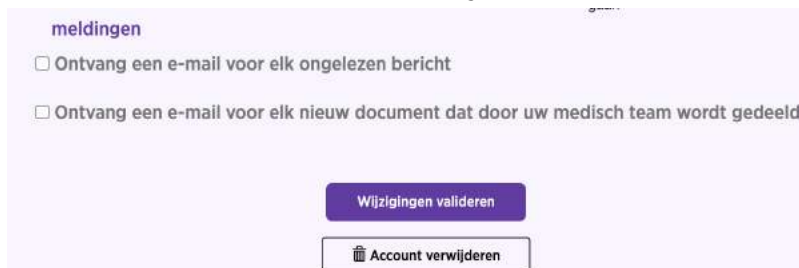 meldingen
Ontvang een e-mail voor elk ongelezen bericht
Ontvang een e-mail voor elk nieuw document dat door uw medisch team wordt gedeeld
Wijzigingen valideren
Account verwijderen